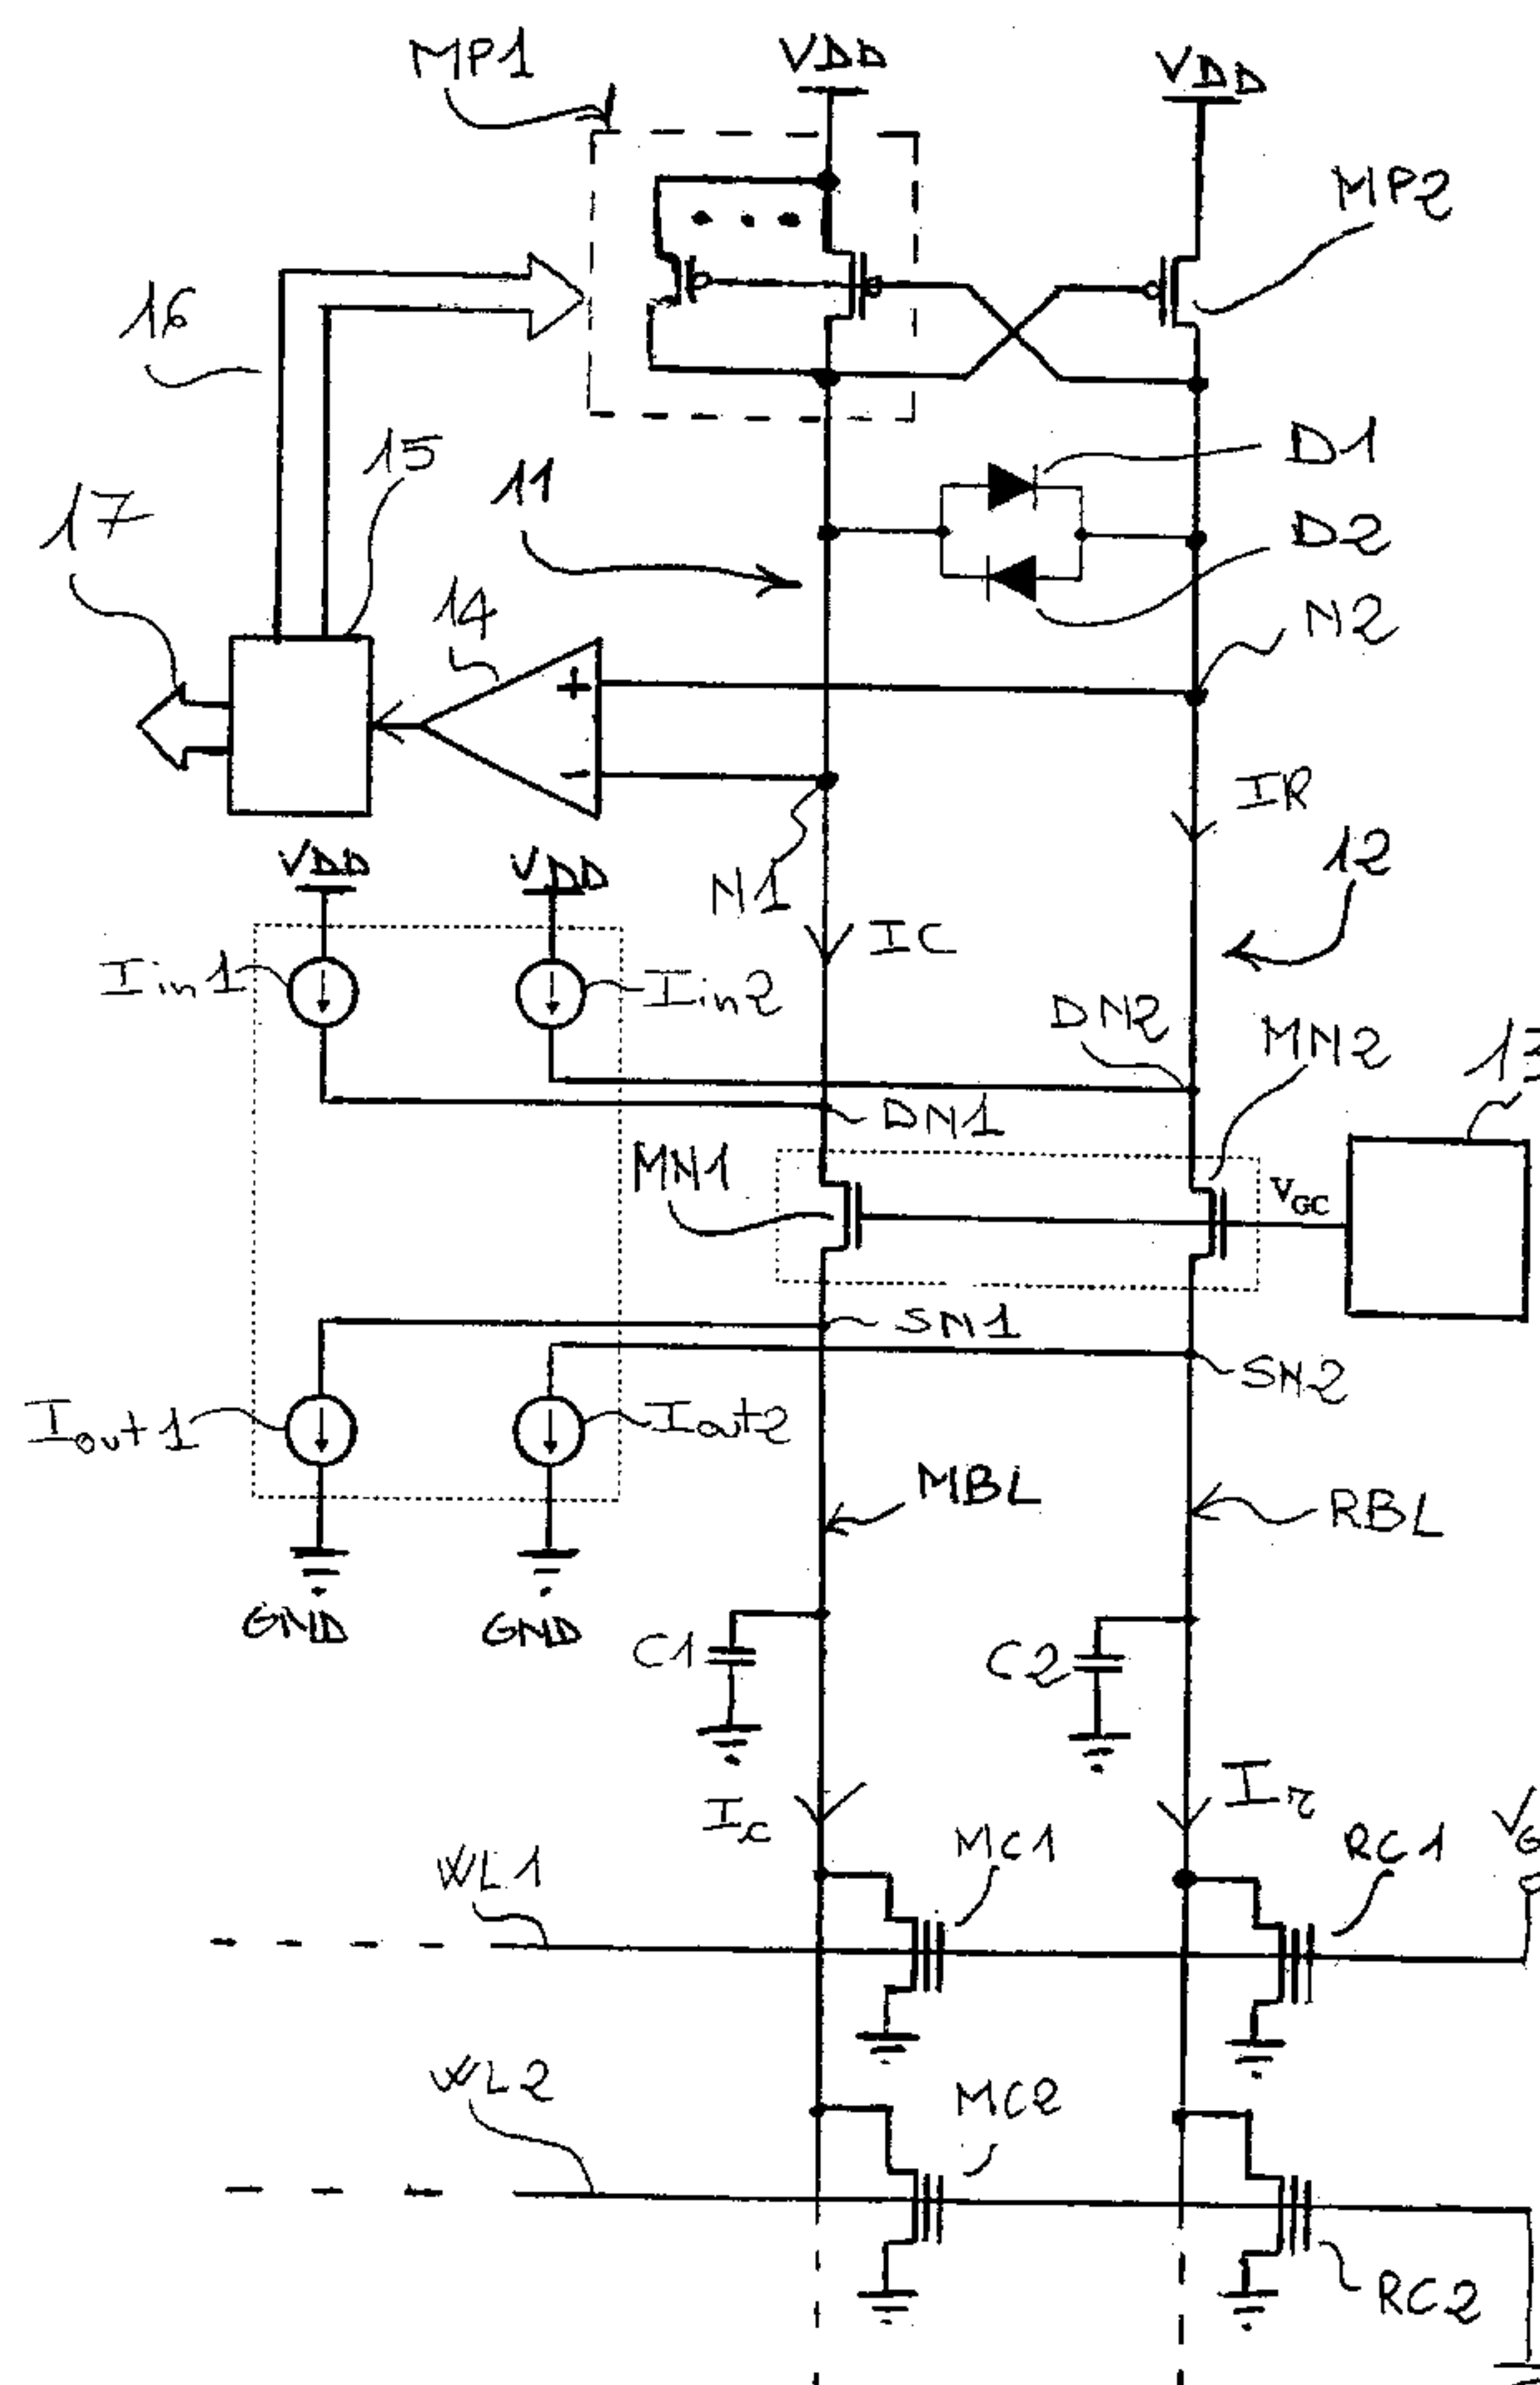 MP1
VDD
VDD
MP2
16
15
11
D1
17
D2
14
N2
+
-
IR
12
VDD
VDD
N1
IC
Iin1
Iin2
DN2
MN2
DN1
MN1
VGC
SN1
SN2
Iout1
Iout2
MBL
RBL
GND
GND
C1
C2
Ic
Ir
MC1
RC1
WL1
MC2
WL2
RC2